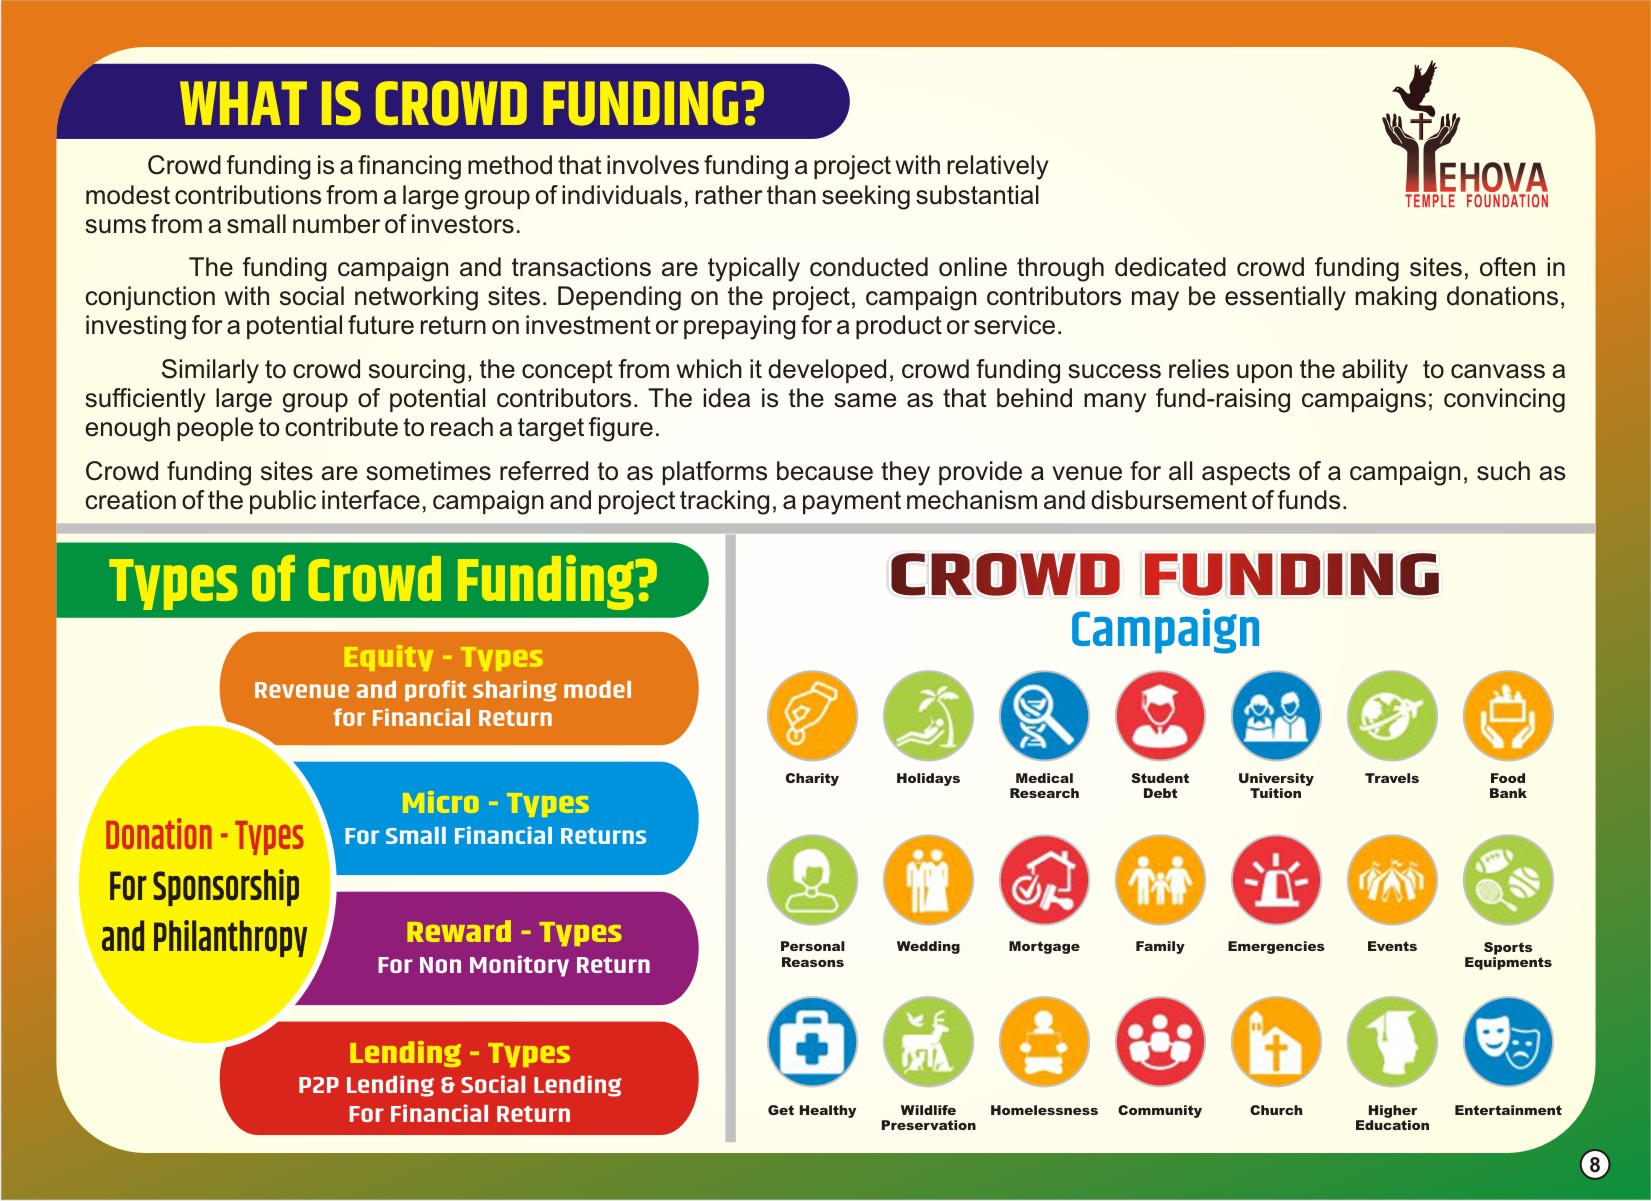 WHAT IS CROWD FUNDING?
EHOVA
TEMPLE FOUNDATION
Crowd funding is a financing method that involves funding a project with relatively
modest contributions from a large group of individuals, rather than seeking substantial
sums from a small number of investors.
The funding campaign and transactions are typically conducted online through dedicated crowd funding sites, often in
conjunction with social networking sites. Depending on the project, campaign contributors may be essentially making donations,
investing for a potential future return on investment or prepaying for a product or service.
Similarly to crowd sourcing, the concept from which it developed, crowd funding success relies upon the ability to canvass a
sufficiently large group of potential contributors. The idea is the same as that behind many fund-raising campaigns; convincing
enough people to contribute to reach a target figure.
Crowd funding sites are sometimes referred to as platforms because they provide a venue for all aspects of a campaign, such as
creation of the public interface, campaign and project tracking, a payment mechanism and disbursement of funds.
Types of Crowd Funding?
Equity - Types
Revenue and profit sharing model
for Financial Return
Micro - Types
For Small Financial Returns
Donation - Types
For Sponsorship
and Philanthropy
Reward - Types
For Non Monitory Return
Lending - Types
P2P Lending & Social Lending
For Financial Return
CROWD FUNDING
Campaign
Charity
Holidays
Medical
Research
Student
Debt
University
Tuition
Travels
Food
Bank
Personal
Reasons
Wedding
Mortgage
Family
Emergencies
Events
Sports
Equipments
Get Healthy
Wildlife
Preservation
Homelessness
Community
Church
Higher
Education
Entertainment
8